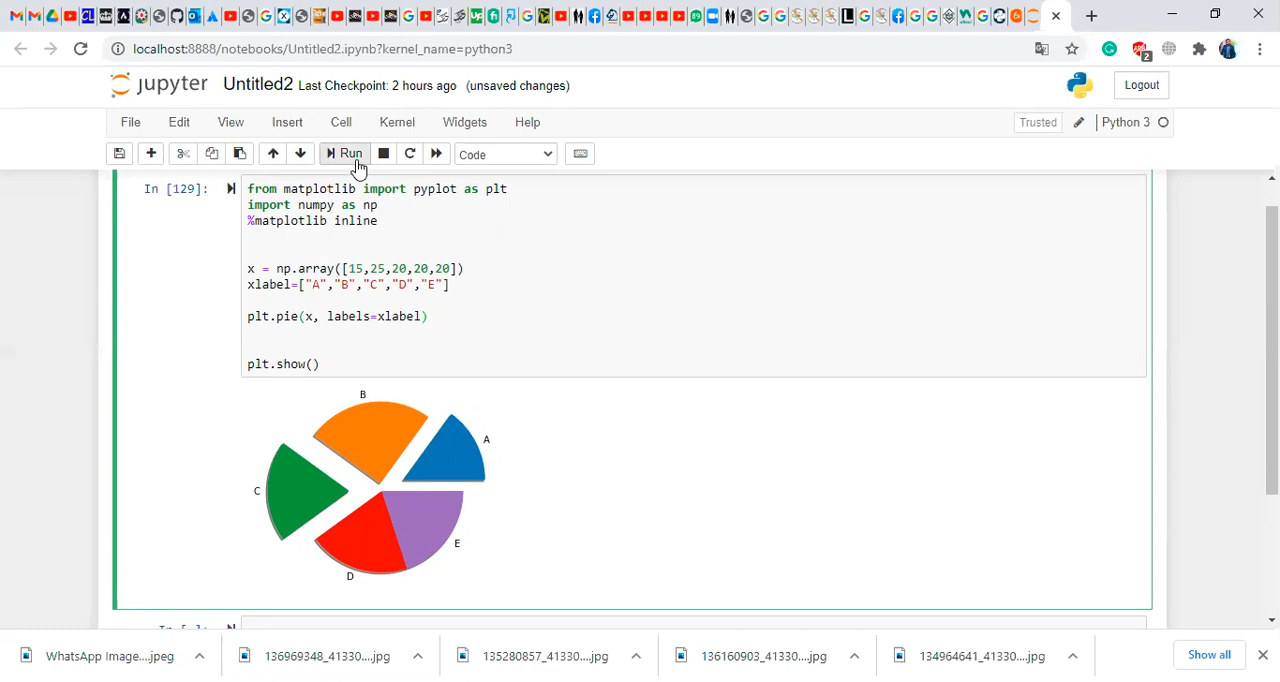 localhost:8888/notebooks/Untitled2.ipynb?kernel_name=python3
2
jupyter Untitled2 Last Checkpoint: 2 hours ago (unsaved changes) Logout
File Edit View Insert Cell Kernel Widgets Help Trusted Python 3
Run Code
In [129]:
from matplotlib import pyplot as plt
import numpy as np
%matplotlib inline
x = np.array([15,25,20,20,20])
xlabel=["A","B","C","D","E"]
plt.pie(x, labels=xlabel)
plt.show()
B
A
C
E
D
WhatsApp Image....jpeg 136969348_41330....jpg 135280857_41330....jpg 136160903_41330....jpg 134964641_41330....jpg Show all